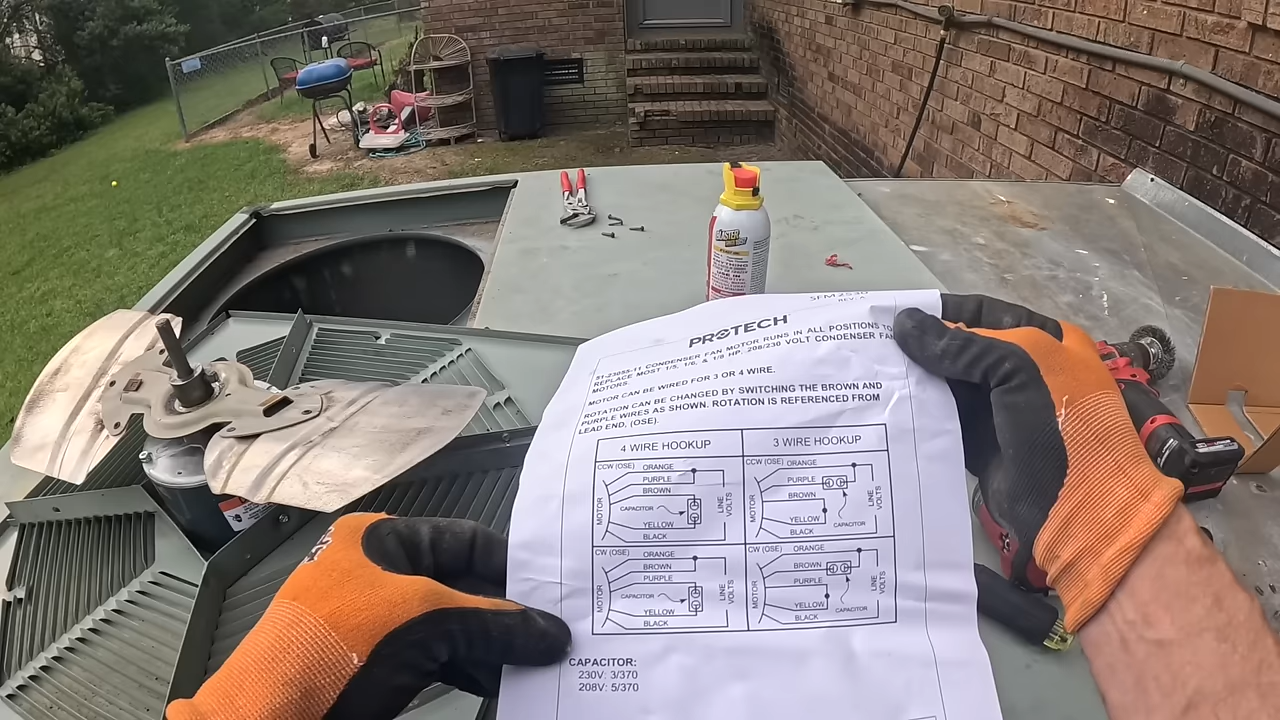 SFM2530
REV. A
PROTECH
51-23055-11 CONDENSER FAN MOTOR RUNS IN ALL POSITIONS TO
REPLACE MOST 1/5, 1/6, & 1/8 HP. 208/230 VOLT CONDENSER FAN
MOTORS.
MOTOR CAN BE WIRED FOR 3 OR 4 WIRE.
ROTATION CAN BE CHANGED BY SWITCHING THE BROWN AND
PURPLE WIRES AS SHOWN. ROTATION IS REFERENCED FROM
LEAD END, (OSE).
4 WIRE HOOKUP
CCW (OSE) ORANGE
PURPLE
BROWN
CAPACITOR
YELLOW
BLACK
MOTOR
LINE VOLTS
3 WIRE HOOKUP
CCW (OSE) ORANGE
PURPLE
BROWN
YELLOW
CAPACITOR
BLACK
MOTOR
LINE VOLTS
CW (OSE) ORANGE
BROWN
PURPLE
CAPACITOR
YELLOW
BLACK
MOTOR
LINE VOLTS
CW (OSE) ORANGE
BROWN
PURPLE
YELLOW
CAPACITOR
BLACK
MOTOR
LINE VOLTS
CAPACITOR:
230V: 3/370
208V: 5/370
BLASTER